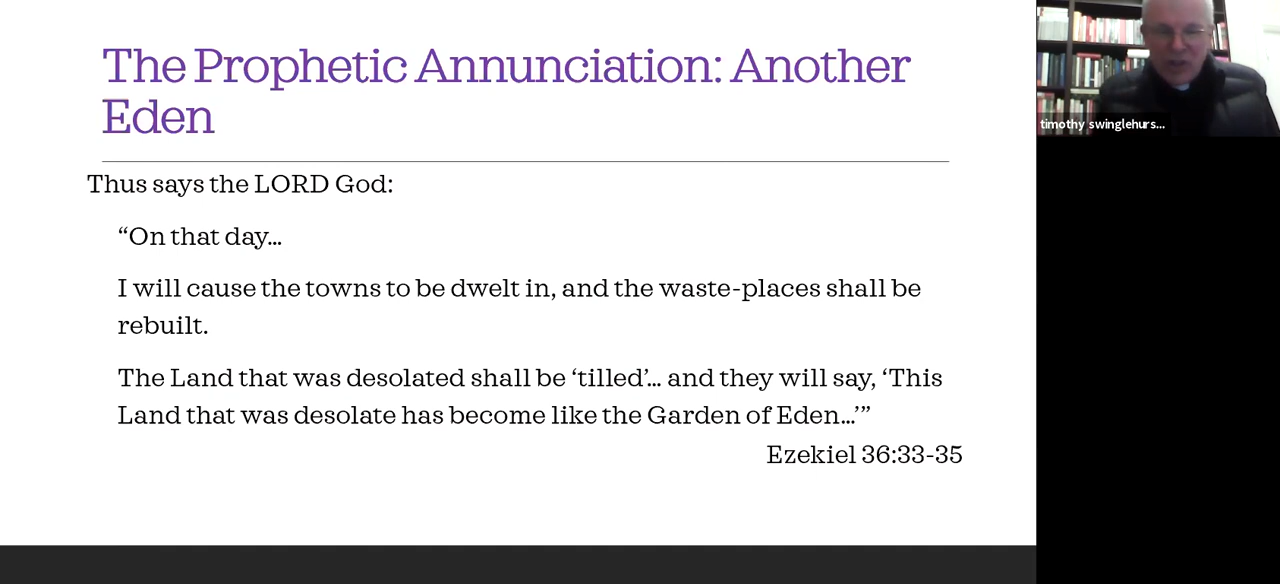 The Prophetic Annunciation: Another
Eden
Thus says the LORD God:
“On that day…
I will cause the towns to be dwelt in, and the waste-places shall be
rebuilt.
The Land that was desolated shall be ‘tilled’… and they will say, ‘This
Land that was desolate has become like the Garden of Eden…’”
Ezekiel 36:33-35
timothy swinglehurs...